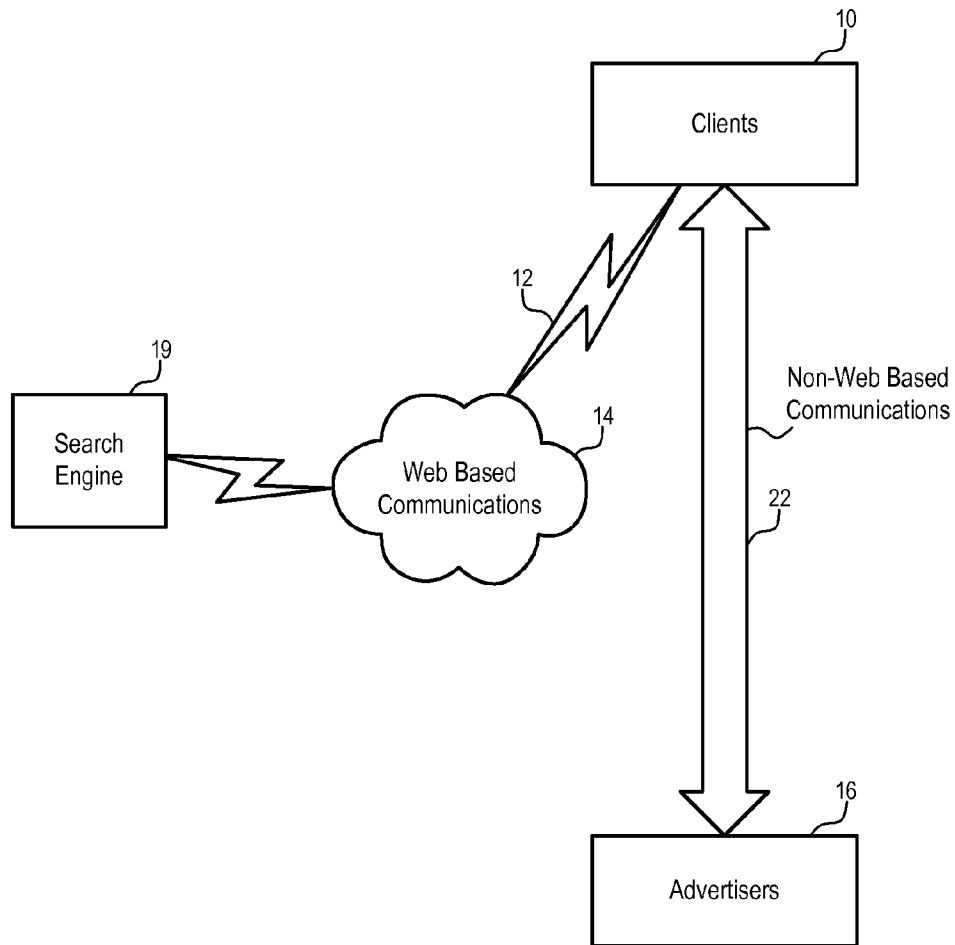 10
Clients
12
19
Search
Engine
14
Web Based
Communications
Non-Web Based
Communications
22
16
Advertisers